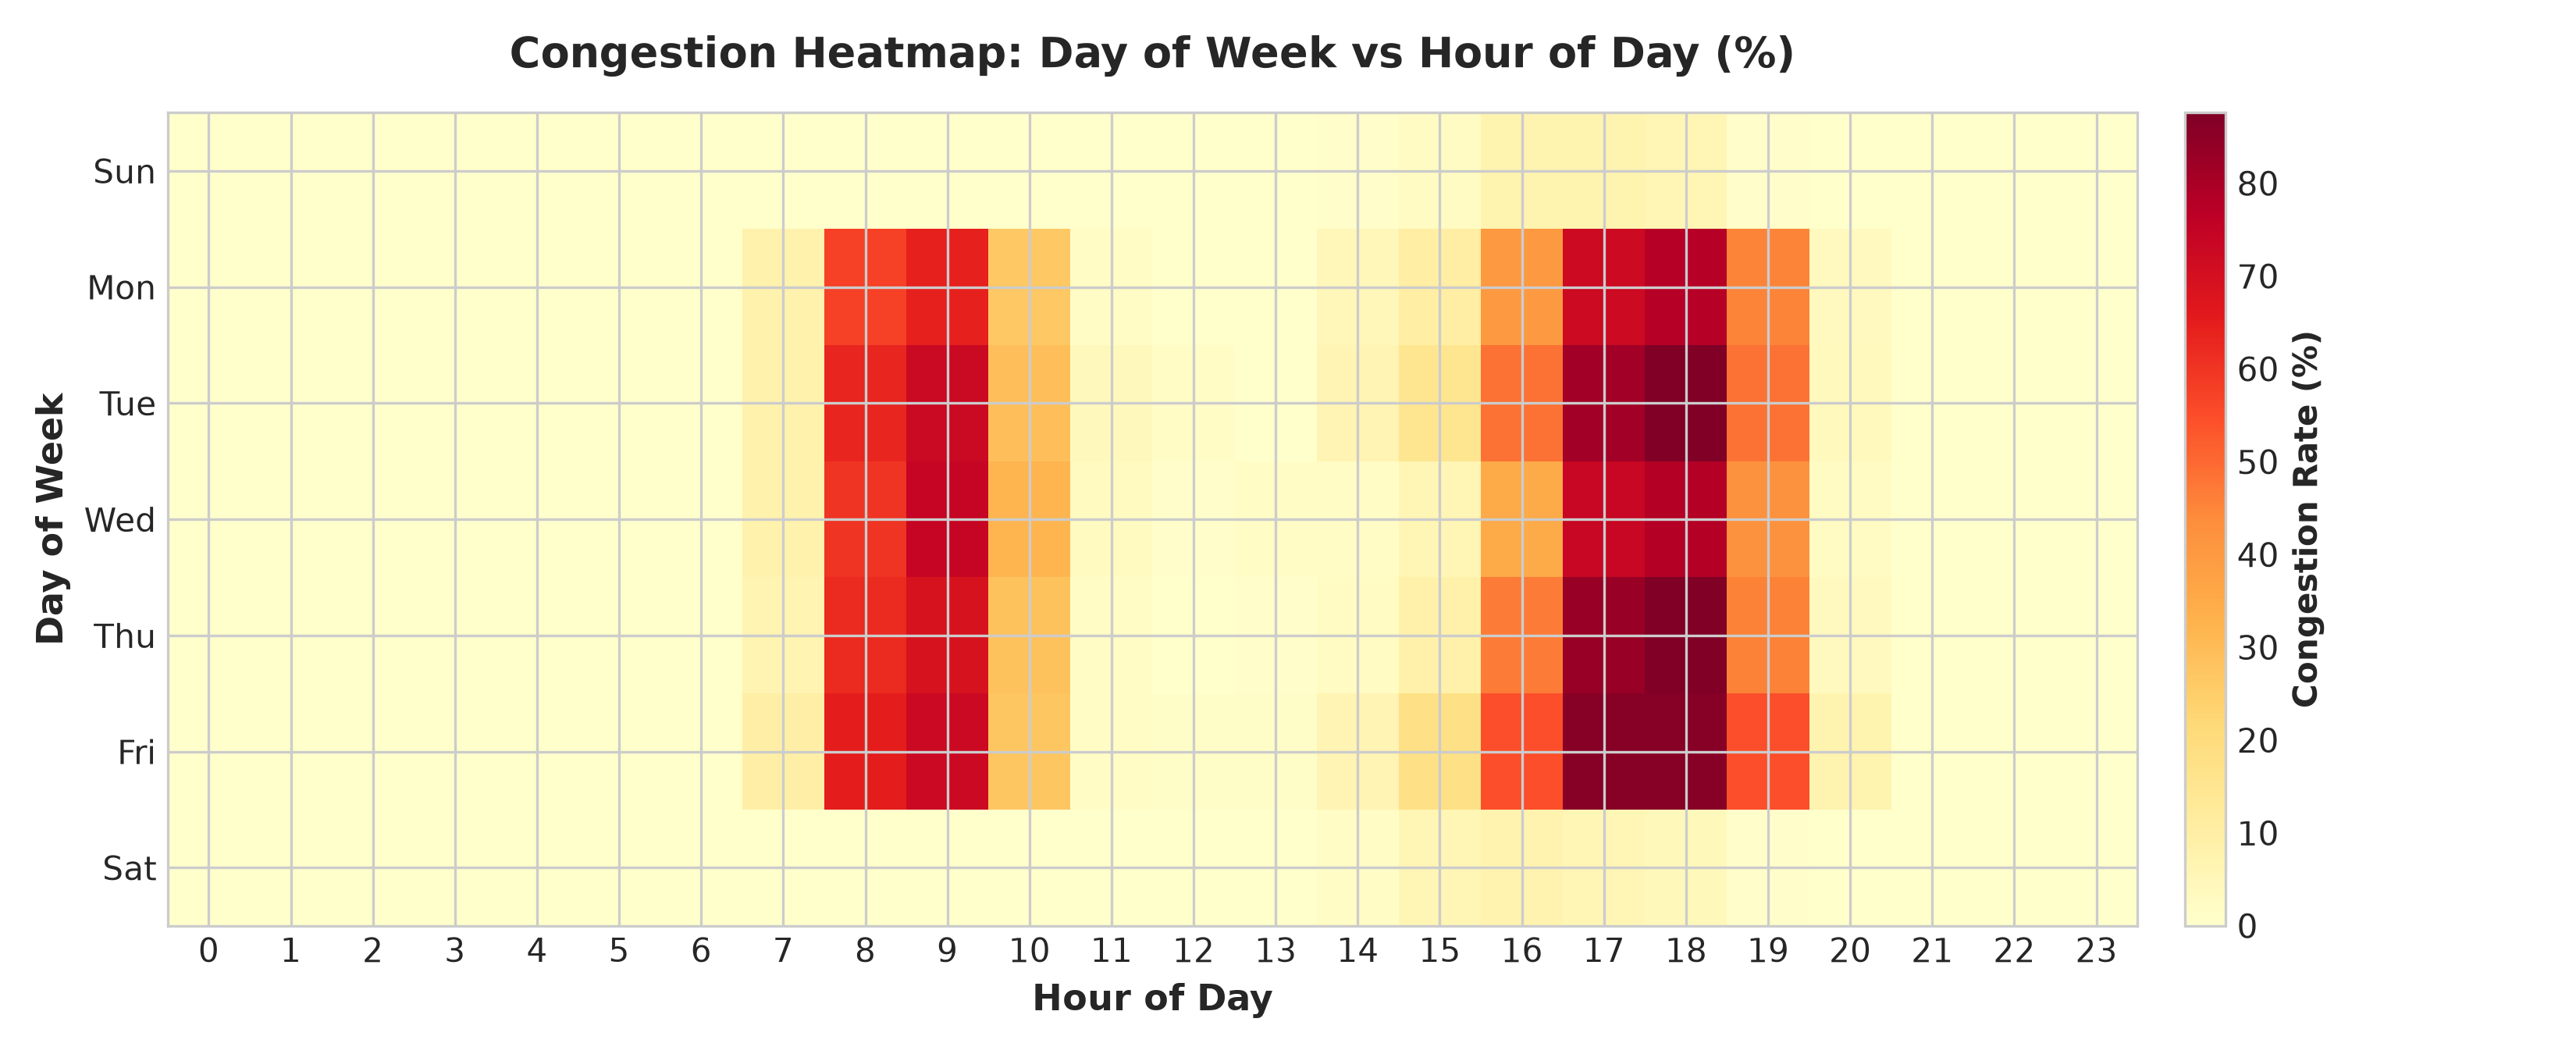 Congestion Heatmap: Day of Week vs Hour of Day (%)
Day of Week
Sun
Mon
Tue
Wed
Thu
Fri
Sat
0 1 2 3 4 5 6 7 8 9 10 11 12 13 14 15 16 17 18 19 20 21 22 23
Hour of Day
80
70
60
50
40
30
20
10
0
Congestion Rate (%)